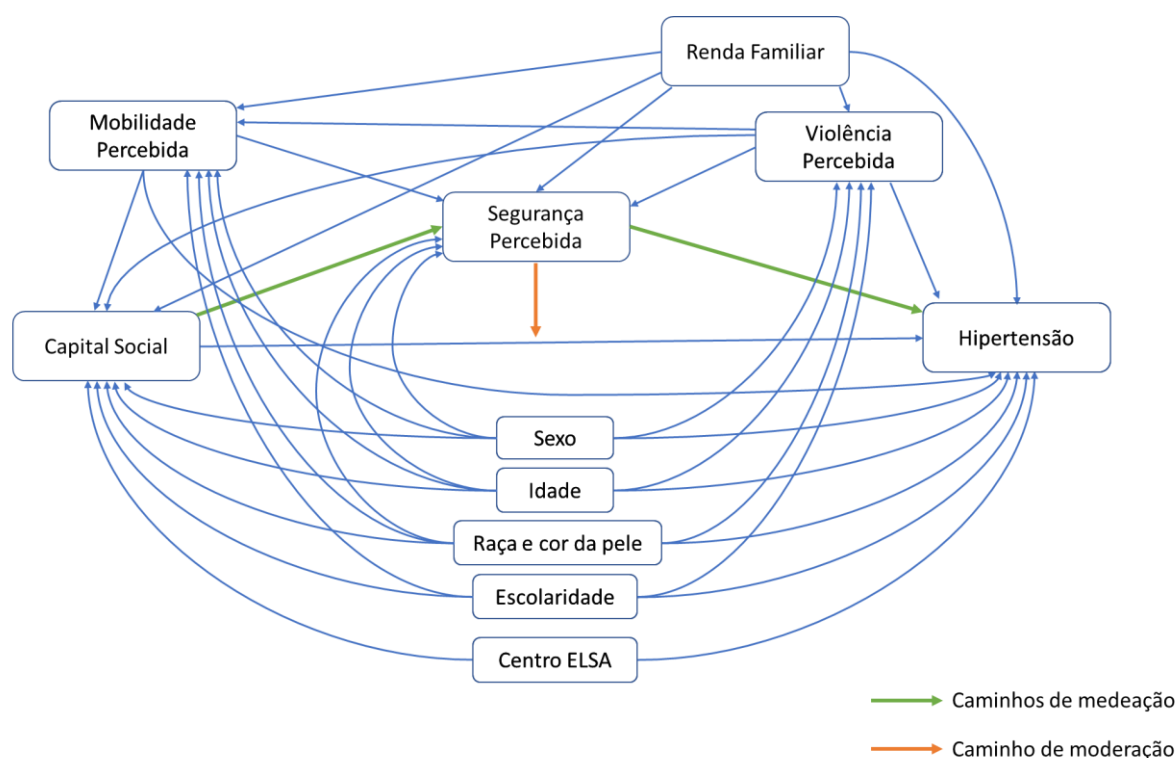 Renda Familiar
Mobilidade
Percebida
Violência
Percebida
Segurança
Percebida
Capital Social
Hipertensão
Sexo
Idade
Raça e cor da pele
Escolaridade
Centro ELSA
Caminhos de medeação
Caminho de moderação